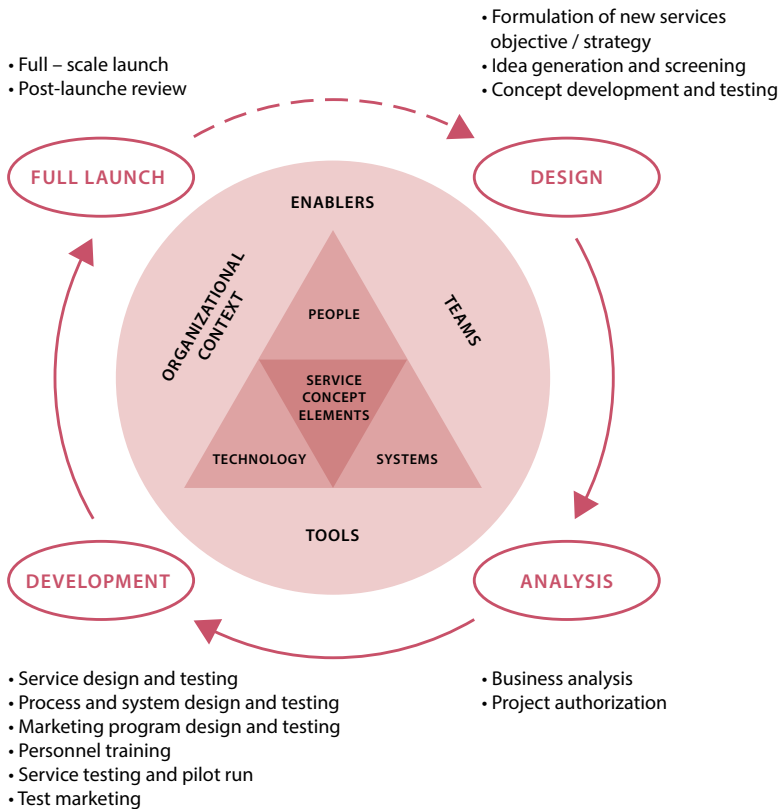 • Formulation of new services
objective / strategy
• Idea generation and screening
• Concept development and testing
• Full – scale launch
• Post-launche review
FULL LAUNCH
DESIGN
ENABLERS
ORGANIZATIONAL
CONTEXT
TEAMS
PEOPLE
SERVICE
CONCEPT
ELEMENTS
TECHNOLOGY
SYSTEMS
TOOLS
DEVELOPMENT
ANALYSIS
• Service design and testing
• Process and system design and testing
• Marketing program design and testing
• Personnel training
• Service testing and pilot run
• Test marketing
• Business analysis
• Project authorization